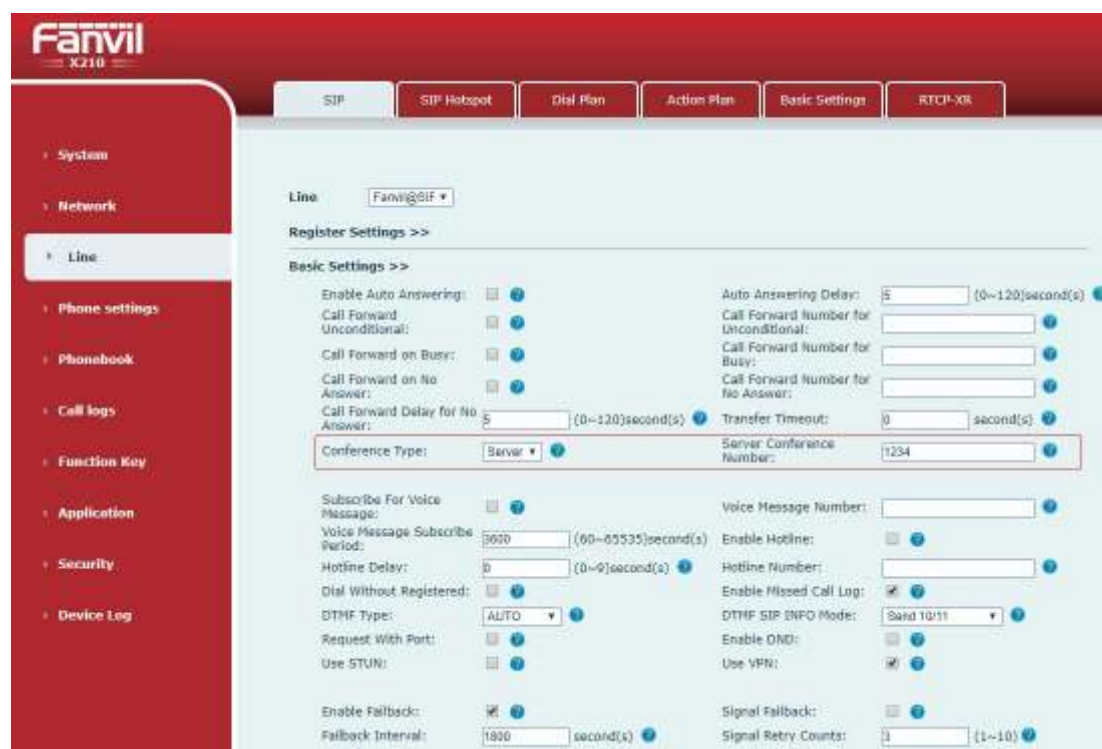 Fanvil
X210
SIP
SIP Hotspot
Dial Plan
Action Plan
Basic Settings
RTCP-XR
System
Network
Line
Phone settings
Phonebook
Call logs
Function Key
Application
Security
Device Log
Line
Register Settings >>
Basic Settings >>
Enable Auto Answering:
Auto Answering Delay: 5 (0~120)second(s)
Call Forward
Unconditional:
Call Forward Number for
Unconditional:
Call Forward on Busy:
Call Forward Number for
Busy:
Call Forward on No
Answer:
Call Forward Number for
No Answer:
Call Forward Delay for No
Answer: 5 (0~120)second(s)
Transfer Timeout: 0 second(s)
Conference Type: Server
Server Conference
Number: 1234
Subscribe For Voice
Message:
Voice Message Number:
Voice Message Subscribe
Period: 3600 (60~65535)second(s)
Enable Hotline:
Hotline Delay: 0 (0~9)second(s)
Hotline Number:
Dial Without Registered:
Enable Missed Call Log:
DTMF Type: AUTO
DTMF SIP INFO Mode: Send 10/11
Request With Port:
Enable DND:
Use STUN:
Use VPN:
Enable Failback:
Signal Failback:
Failback Interval: 1800 second(s)
Signal Retry Counts: 3 (1~10)